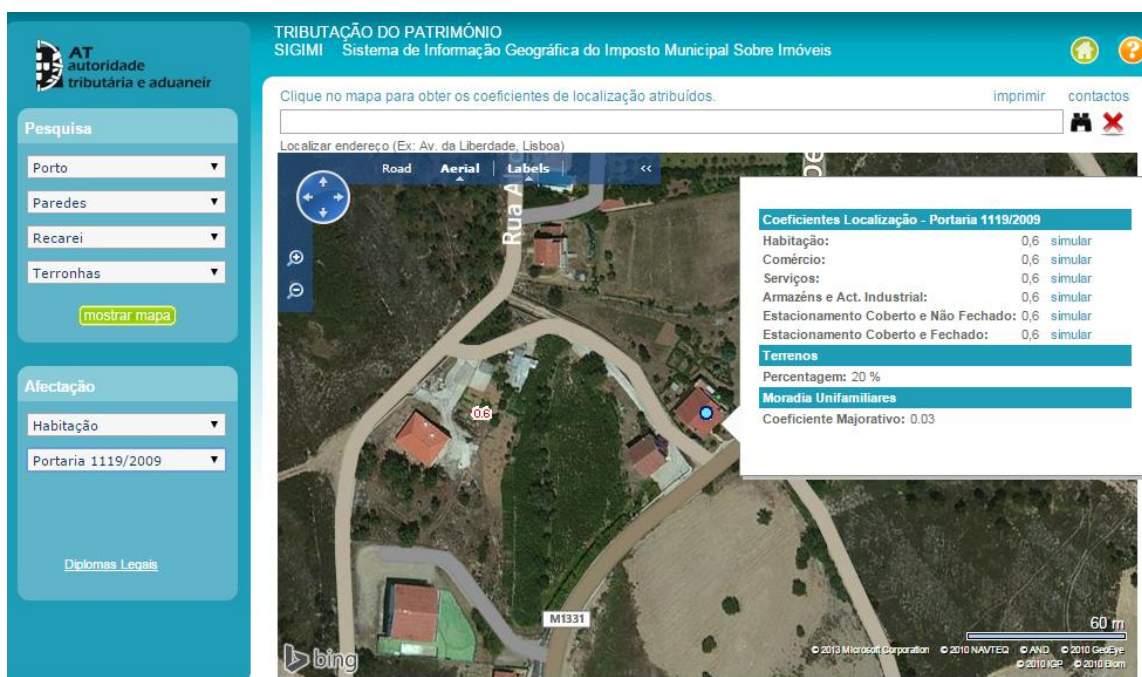 AT
autoridade
tributária e aduaneir
TRIBUTAÇÃO DO PATRIMÓNIO
SIGIMI Sistema de Informação Geográfica do Imposto Municipal Sobre Imóveis
?
Clique no mapa para obter os coeficientes de localização atribuídos.
imprimir contactos
Localizar endereço (Ex: Av. da Liberdade, Lisboa)
Pesquisa
Porto
Paredes
Recarei
Terronhas
mostrar mapa
Afectação
Habitação
Portaria 1119/2009
Diplomas Legais
Road Aerial Labels <<
Rua
Coeficientes Localização - Portaria 1119/2009
Habitação: 0,6 simular
Comércio: 0,6 simular
Serviços: 0,6 simular
Armazéns e Act. Industrial: 0,6 simular
Estacionamento Coberto e Não Fechado: 0,6 simular
Estacionamento Coberto e Fechado: 0,6 simular
Terrenos
Percentagem: 20 %
Moradia Unifamiliares
Coeficiente Majorativo: 0.03
0.6
M1331
60 m
bing
© 2013 Microsoft Corporation © 2010 NAVTEQ © AND © 2010 GeoEye
© 2010 IGP © 2010 Blom